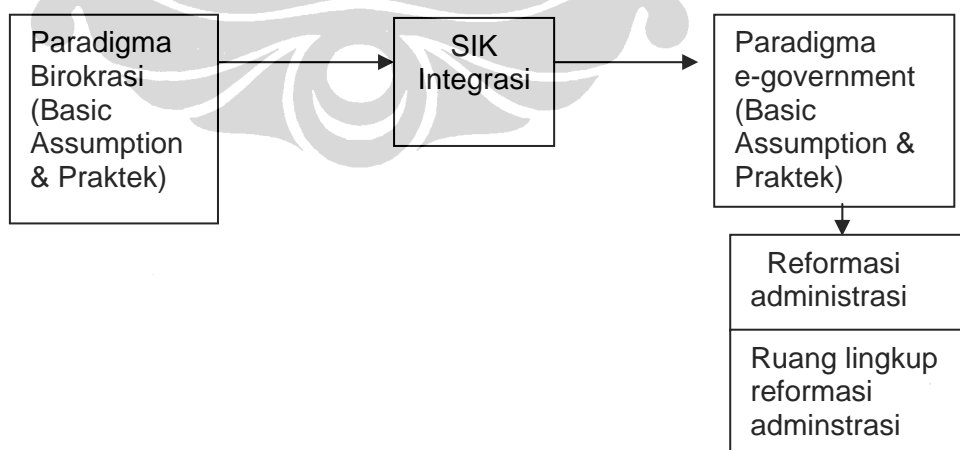 Paradigma
Birokrasi
(Basic
Assumption
& Praktek)
SIK
Integrasi
Paradigma
e-government
(Basic
Assumption &
Praktek)
Reformasi
administrasi
Ruang lingkup
reformasi
adminstrasi